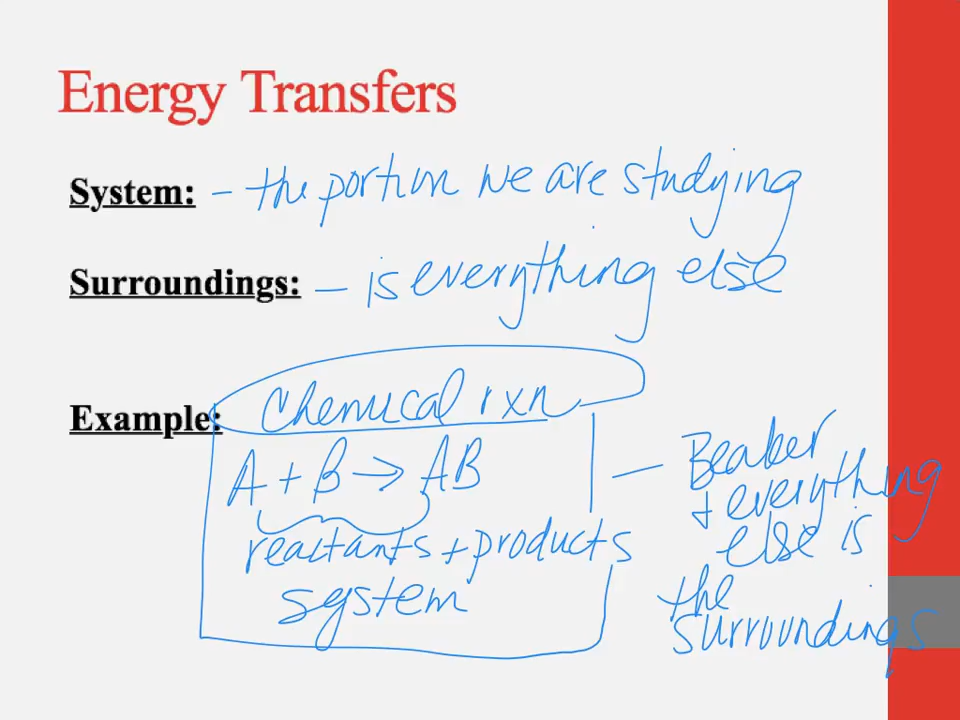 Energy Transfers
System: - the portion we are studying
Surroundings: - is everything else
Example: Chemical rxn
A + B → AB
reactants + products
system
- Beaker
+ everything
else is
the
surroundings